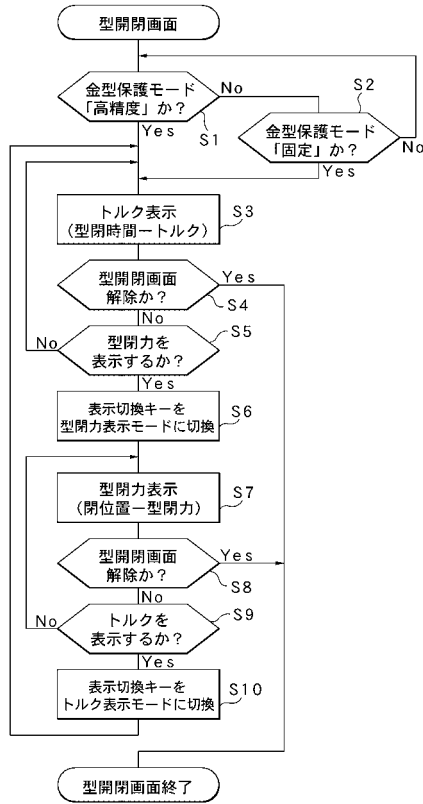 型開閉画面
金型保護モード
「高精度」か？
No
S1
Yes
S2
金型保護モード
「固定」か？
No
Yes
トルク表示
（型閉時間ートルク）
S3
型開閉画面
解除か？
Yes
S4
No
型閉力を
表示するか？
S5
No
Yes
表示切換キーを
型閉力表示モードに切換
S6
型閉力表示
（閉位置ー型閉力）
S7
型開閉画面
解除か？
Yes
S8
No
トルクを
表示するか？
S9
No
Yes
表示切換キーを
トルク表示モードに切換
S10
型開閉画面終了